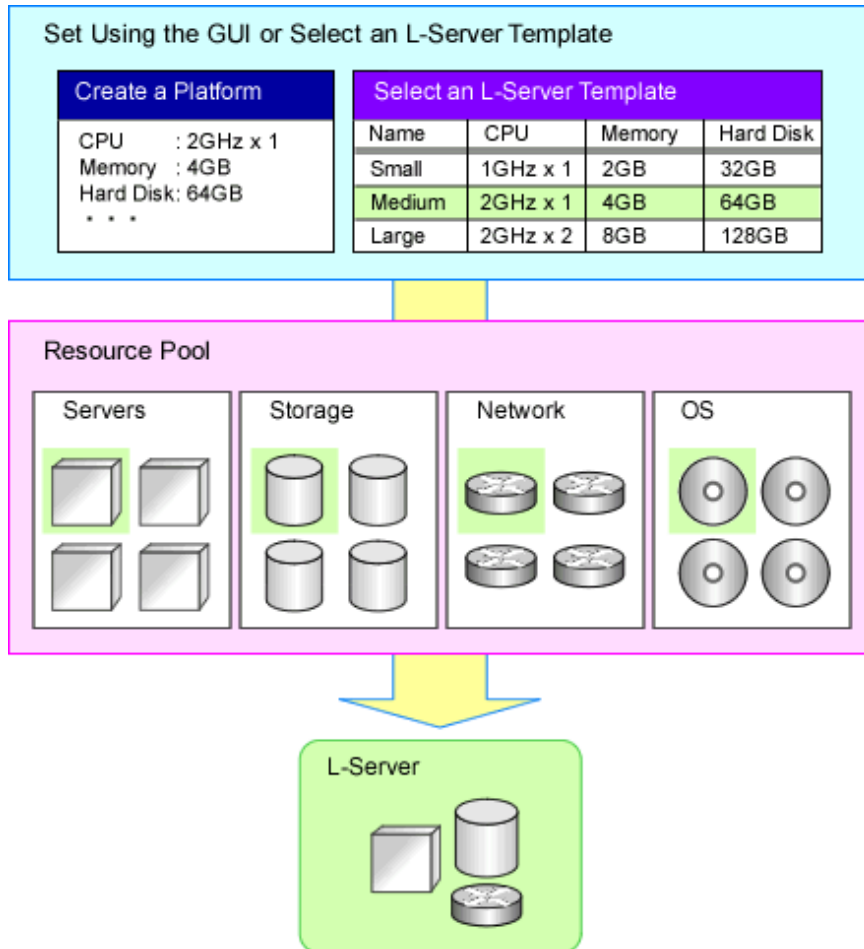 Set Using the GUI or Select an L-Server Template
Create a Platform
CPU : 2GHz x 1
Memory : 4GB
Hard Disk: 64GB
・・・
Select an L-Server Template
Name CPU Memory Hard Disk
Small 1GHz x 1 2GB 32GB
Medium 2GHz x 1 4GB 64GB
Large 2GHz x 2 8GB 128GB
Resource Pool
Servers
Storage
Network
OS
L-Server